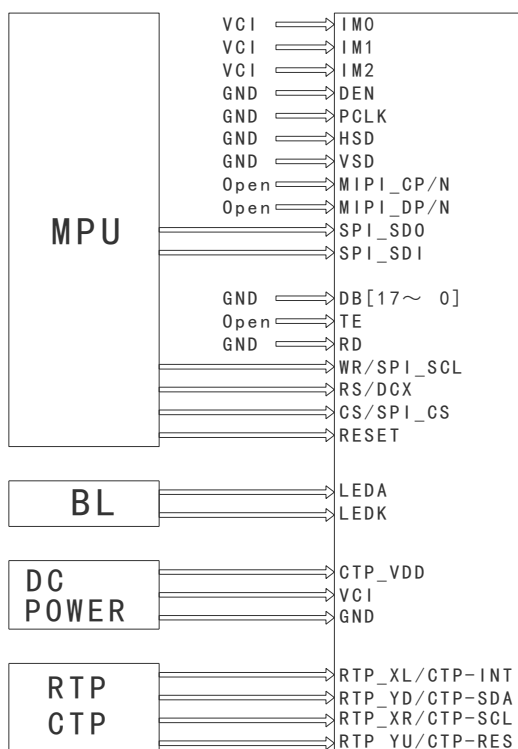 VCI IM0
VCI IM1
VCI IM2
GND DEN
GND PCLK
GND HSD
GND VSD
Open MIPI_CP/N
Open MIPI_DP/N
MPU
SPI_SDO
SPI_SDI
GND DB[17～ 0]
Open TE
GND RD
WR/SPI_SCL
RS/DCX
CS/SPI_CS
RESET
BL
LEDA
LEDK
DC
POWER
CTP_VDD
VCI
GND
RTP
CTP
RTP_XL/CTP-INT
RTP_YD/CTP-SDA
RTP_XR/CTP-SCL
RTP_YU/CTP-RES